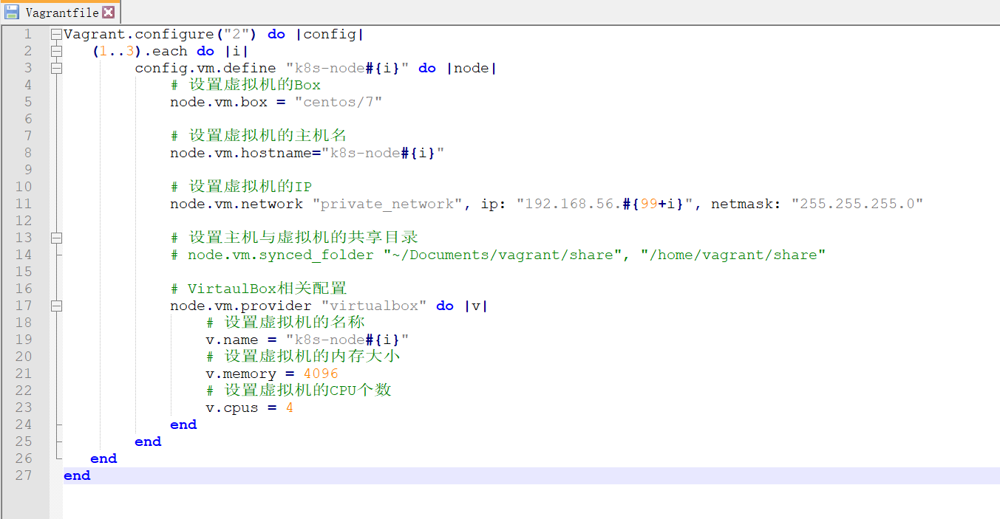 Vagrantfile
1 Vagrant.configure("2") do |config|
2 (1..3).each do |i|
3 config.vm.define "k8s-node#{i}" do |node|
4 # 设置虚拟机的Box
5 node.vm.box = "centos/7"
6
7 # 设置虚拟机的主机名
8 node.vm.hostname="k8s-node#{i}"
9
10 # 设置虚拟机的IP
11 node.vm.network "private_network", ip: "192.168.56.#{99+i}", netmask: "255.255.255.0"
12
13 # 设置主机与虚拟机的共享目录
14 # node.vm.synced_folder "~/Documents/vagrant/share", "/home/vagrant/share"
15
16 # VirtaulBox相关配置
17 node.vm.provider "virtualbox" do |v|
18 # 设置虚拟机的名称
19 v.name = "k8s-node#{i}"
20 # 设置虚拟机的内存大小
21 v.memory = 4096
22 # 设置虚拟机的CPU个数
23 v.cpus = 4
24 end
25 end
26 end
27 end